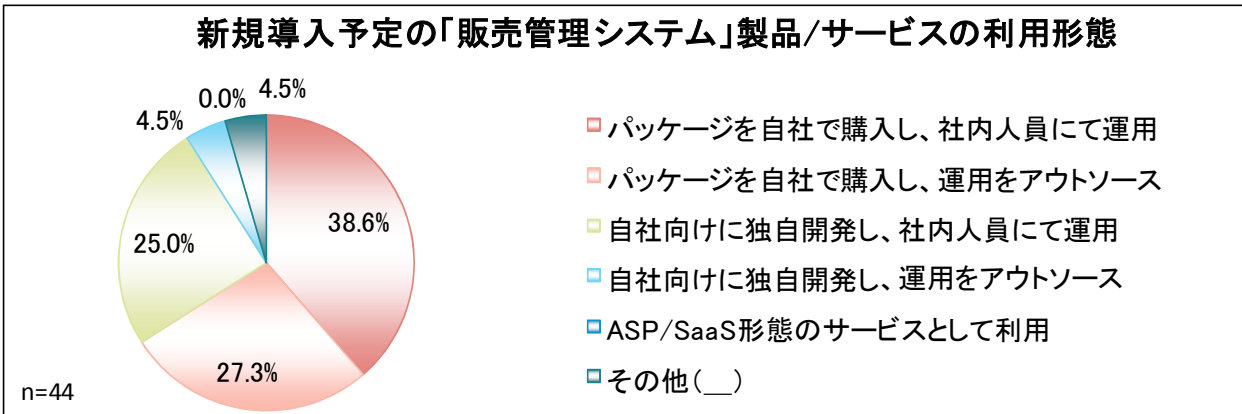 新規導入予定の「販売管理システム」製品/サービスの利用形態
4.5%
0.0%
4.5%
38.6%
25.0%
27.3%
n=44
パッケージを自社で購入し、社内人員にて運用
パッケージを自社で購入し、運用をアウトソース
自社向けに独自開発し、社内人員にて運用
自社向けに独自開発し、運用をアウトソース
ASP/SaaS形態のサービスとして利用
その他(__)